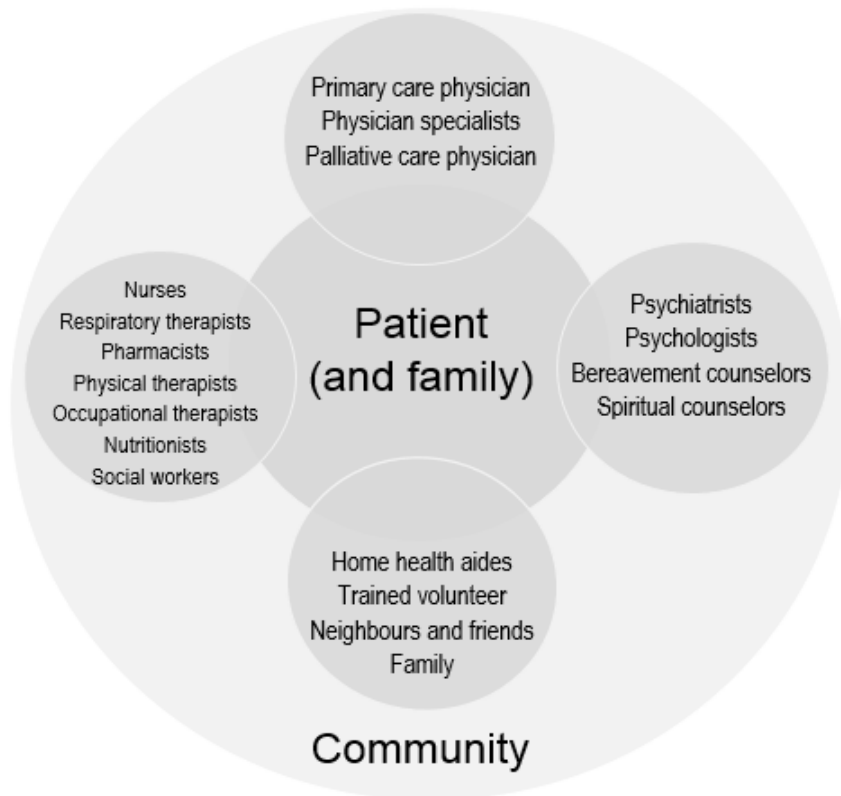 Primary care physician
Physician specialists
Palliative care physician
Nurses
Respiratory therapists
Pharmacists
Physical therapists
Occupational therapists
Nutritionists
Social workers
Patient
(and family)
Psychiatrists
Psychologists
Bereavement counselors
Spiritual counselors
Home health aides
Trained volunteer
Neighbours and friends
Family
Community